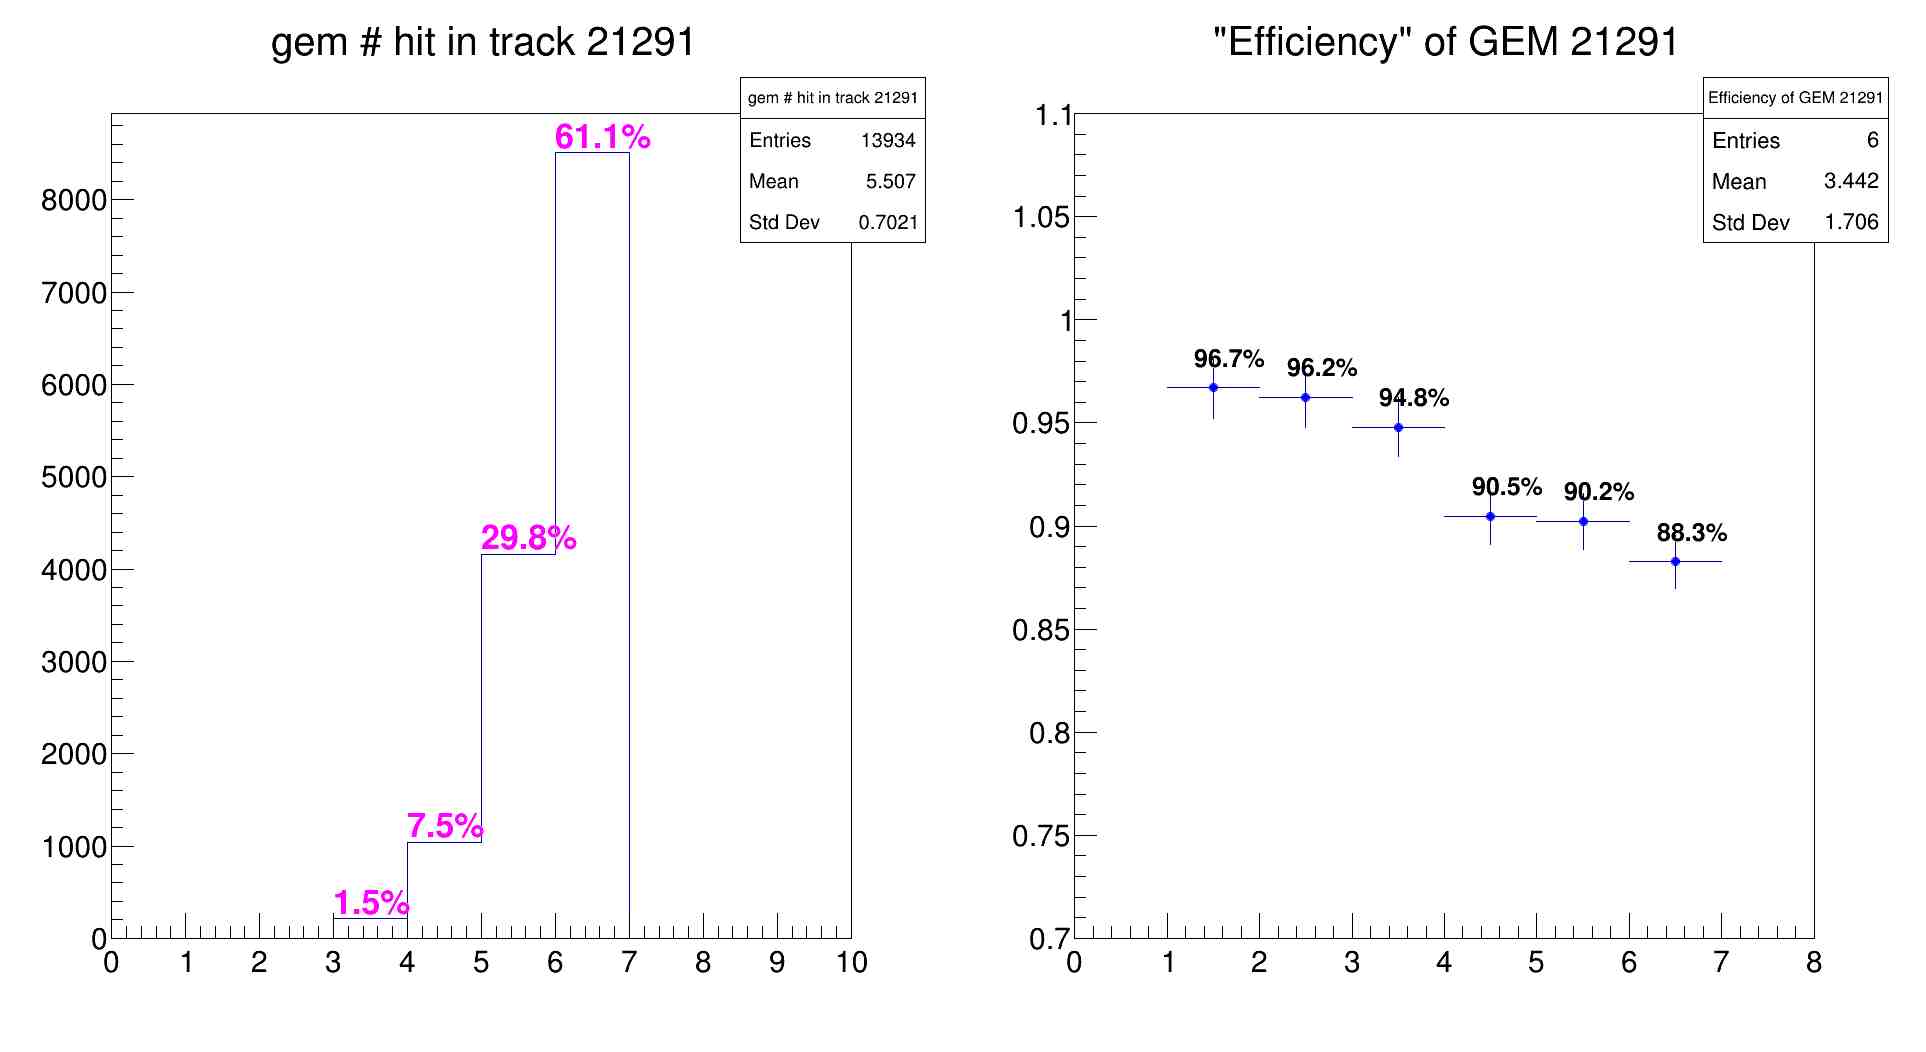 gem # hit in track 21291
gem # hit in track 21291
Entries 13934
Mean 5.507
Std Dev 0.7021
61.1%
29.8%
7.5%
1.5%
8000
7000
6000
5000
4000
3000
2000
1000
0
0 1 2 3 4 5 6 7 8 9 10
"Efficiency" of GEM 21291
Efficiency of GEM 21291
Entries 6
Mean 3.442
Std Dev 1.706
1.1
1.05
1
0.95
0.9
0.85
0.8
0.75
0.7
96.7%
96.2%
94.8%
90.5%
90.2%
88.3%
0 1 2 3 4 5 6 7 8